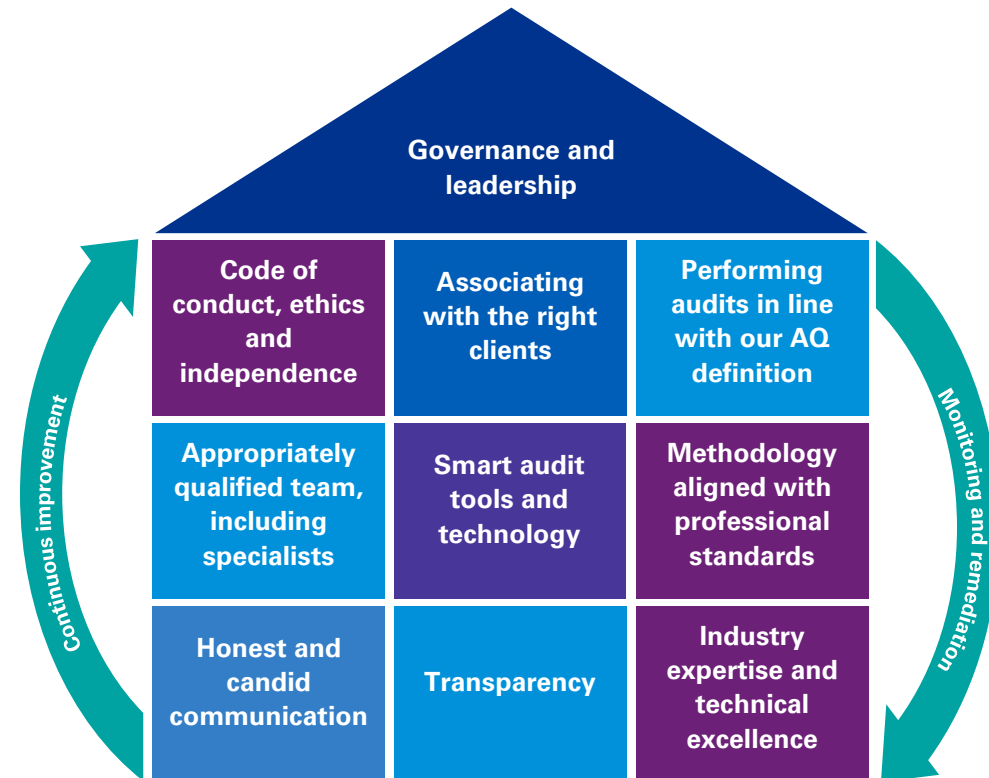 Governance and
leadership
Code of
conduct, ethics
and
independence
Associating
with the right
clients
Performing
audits in line
with our AQ
definition
Appropriately
qualified team,
including
specialists
Smart audit
tools and
technology
Methodology
aligned with
professional
standards
Honest and
candid
communication
Transparency
Industry
expertise and
technical
excellence
Continuous improvement
Monitoring and remediation